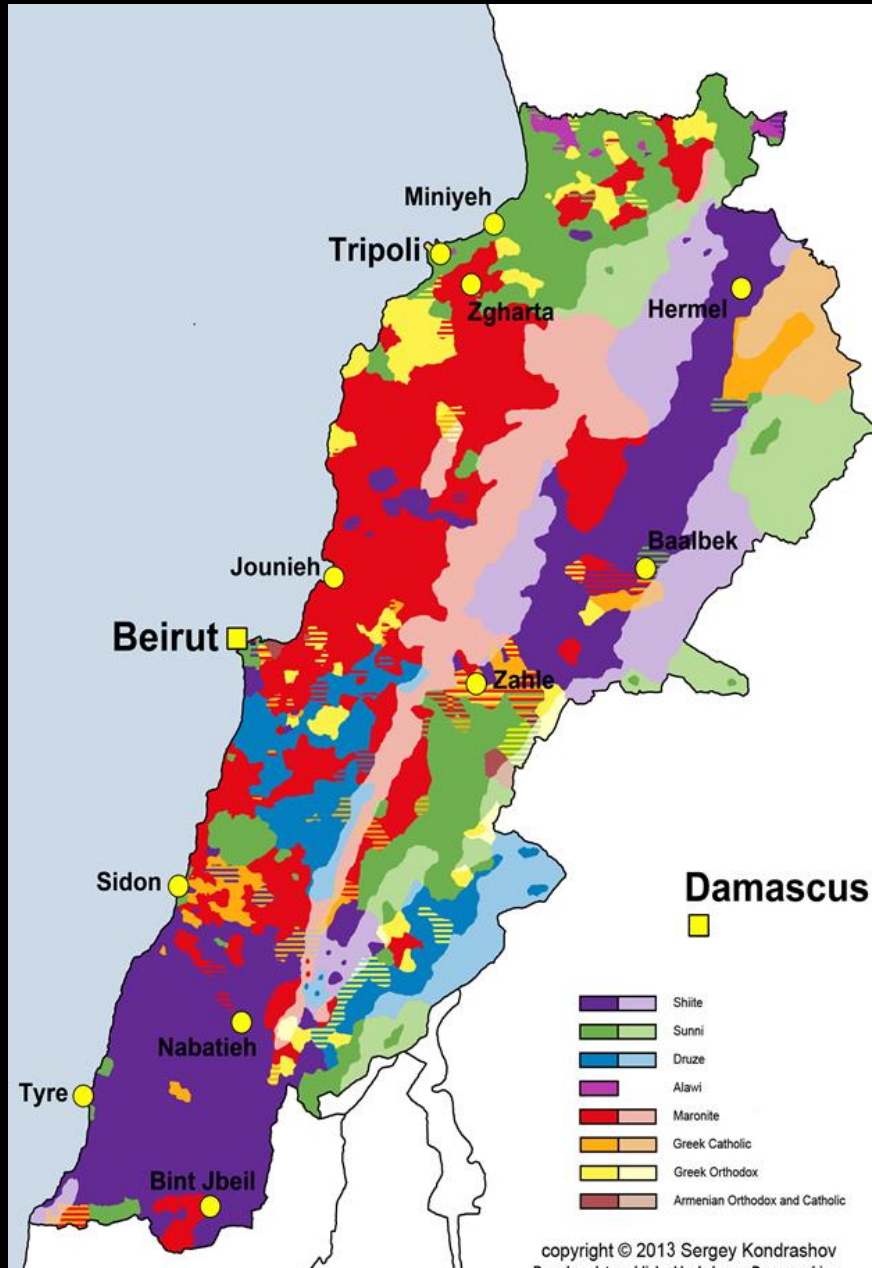 Miniyeh
Tripoli
Zgharta
Hermel
Baalbek
Jounieh
Beirut
Zahle
Sidon
Damascus
Nabatieh
Tyre
Bint Jbeil
Shiite
Sunni
Druze
Alawi
Maronite
Greek Catholic
Greek Orthodox
Armenian Orthodox and Catholic
copyright © 2013 Sergey Kondrashov